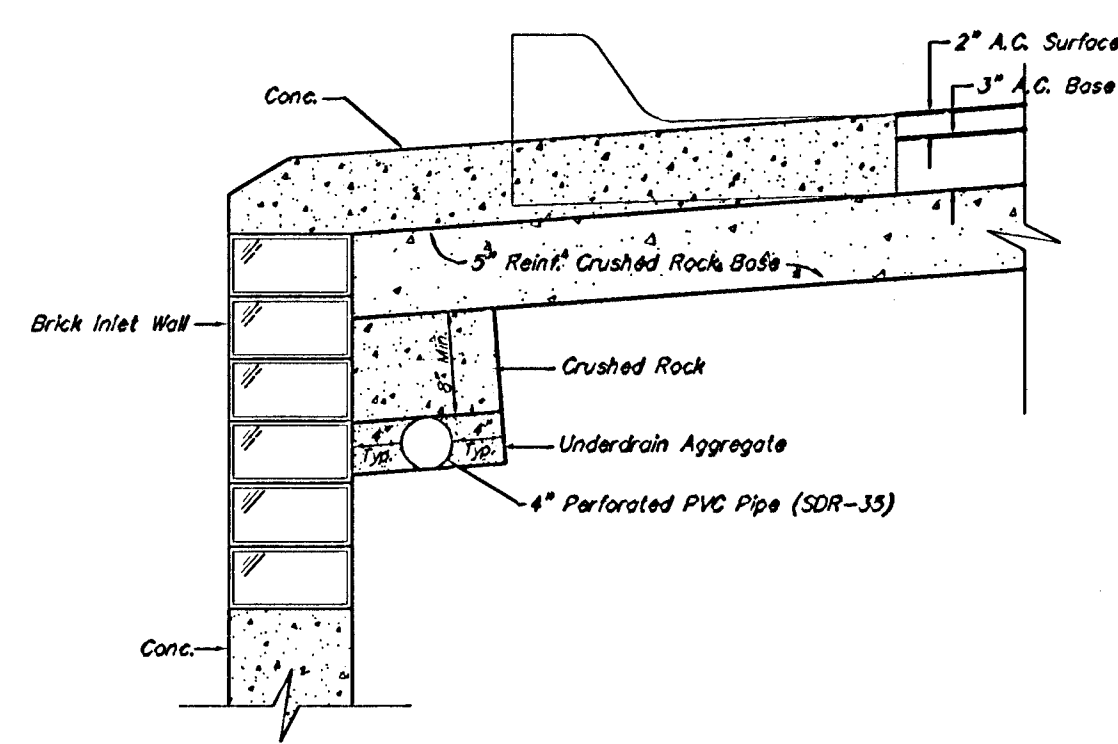 2" A.C. Surface
3" A.C. Base
Conc.
5" Reinf. Crushed Rock Base
Brick Inlet Wall
8" Min.
Crushed Rock
4"
Typ.
4"
Typ.
Underdrain Aggregate
4" Perforated PVC Pipe (SDR-35)
Conc.